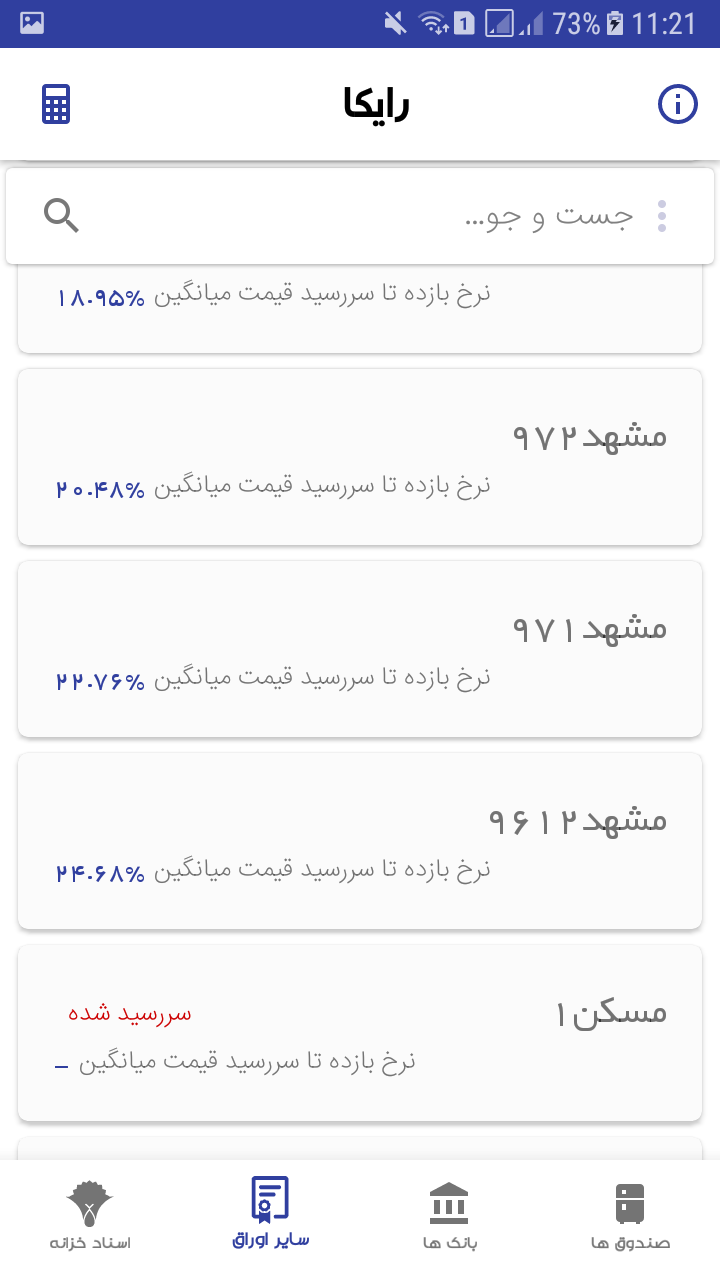 73% 11:21
رایکا
جست و جو...
نرخ بازده تا سررسید قیمت میانگین ۱۸.۹۵%
مشهد۹۷۲
نرخ بازده تا سررسید قیمت میانگین ۲۰.۴۸%
مشهد۹۷۱
نرخ بازده تا سررسید قیمت میانگین ۲۲.۷۶%
مشهد۹۶۱۲
نرخ بازده تا سررسید قیمت میانگین ۲۴.۶۸%
مسکن۱ سررسید شده
نرخ بازده تا سررسید قیمت میانگین _
صندوق ها بانک ها سایر اوراق اسناد خزانه